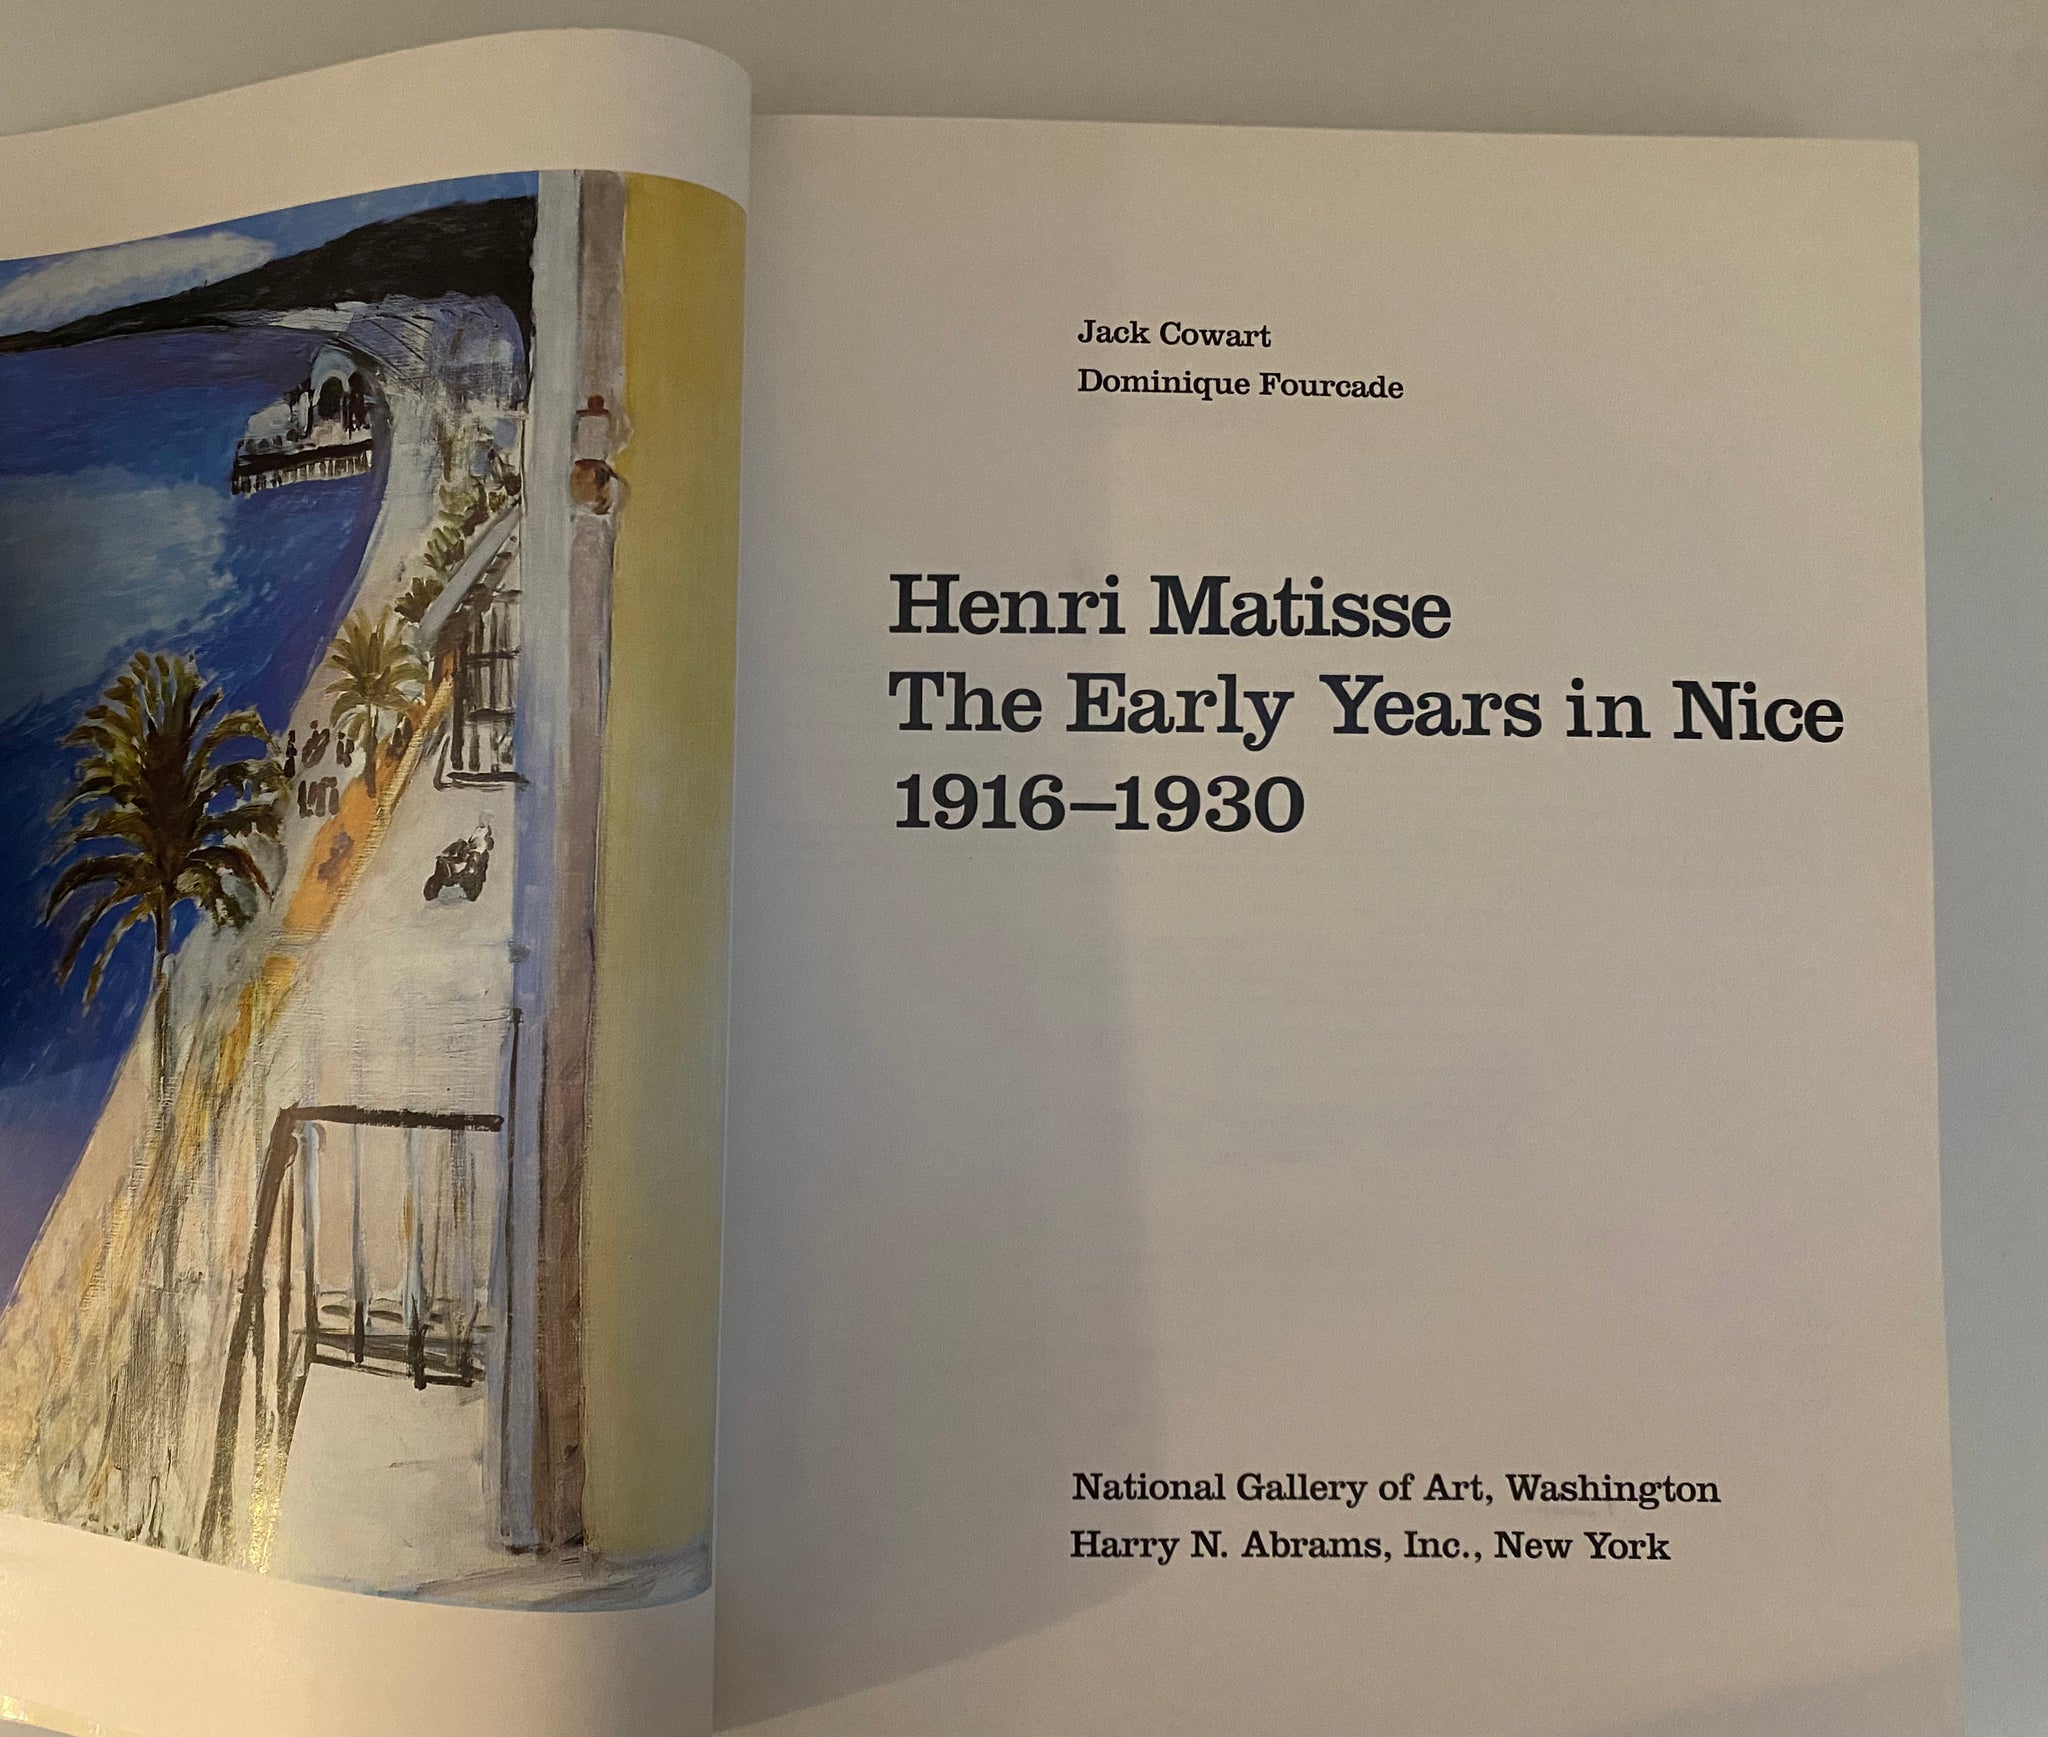 Jack Cowart
Dominique Fourcade
Henri Matisse
The Early Years in Nice
1916–1930
National Gallery of Art, Washington
Harry N. Abrams, Inc., New York